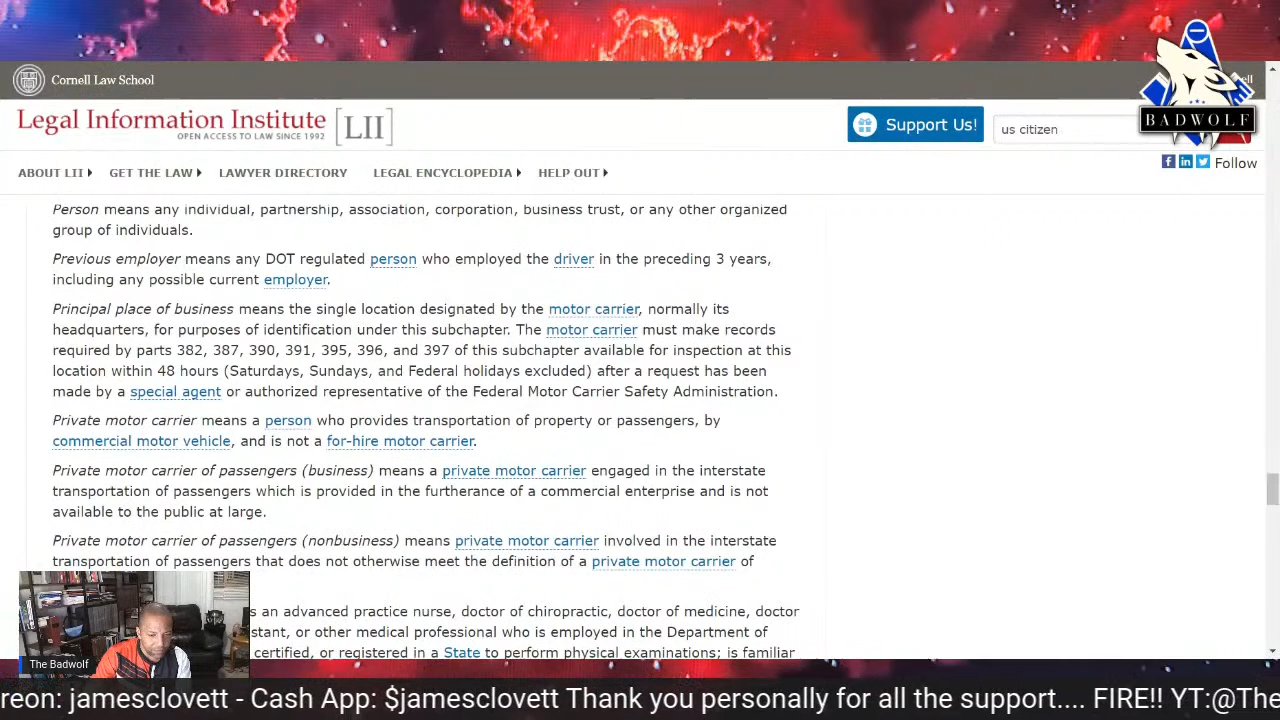 Cornell Law School
Legal Information Institute [LII]
OPEN ACCESS TO LAW SINCE 1992
Support Us!
us citizen
ell
BADWOLF
Follow
ABOUT LII GET THE LAW LAWYER DIRECTORY LEGAL ENCYCLOPEDIA HELP OUT
Person means any individual, partnership, association, corporation, business trust, or any other organized
group of individuals.
Previous employer means any DOT regulated person who employed the driver in the preceding 3 years,
including any possible current employer.
Principal place of business means the single location designated by the motor carrier, normally its
headquarters, for purposes of identification under this subchapter. The motor carrier must make records
required by parts 382, 387, 390, 391, 395, 396, and 397 of this subchapter available for inspection at this
location within 48 hours (Saturdays, Sundays, and Federal holidays excluded) after a request has been
made by a special agent or authorized representative of the Federal Motor Carrier Safety Administration.
Private motor carrier means a person who provides transportation of property or passengers, by
commercial motor vehicle, and is not a for-hire motor carrier.
Private motor carrier of passengers (business) means a private motor carrier engaged in the interstate
transportation of passengers which is provided in the furtherance of a commercial enterprise and is not
available to the public at large.
Private motor carrier of passengers (nonbusiness) means private motor carrier involved in the interstate
transportation of passengers that does not otherwise meet the definition of a private motor carrier of
s an advanced practice nurse, doctor of chiropractic, doctor of medicine, doctor
stant, or other medical professional who is employed in the Department of
certified, or registered in a State to perform physical examinations; is familiar
The Badwolf
reon: jamesclovett - Cash App: $jamesclovett Thank you personally for all the support.... FIRE!! YT:@The